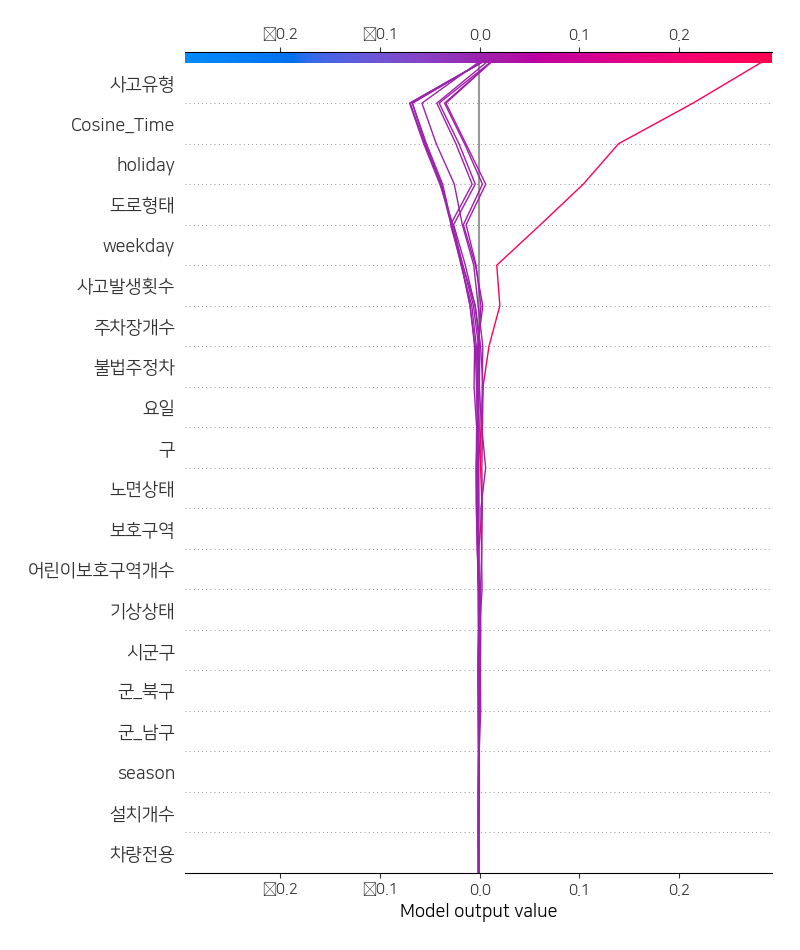 ☒0.2 ☒0.1 0.0 0.1 0.2
사고유형
Cosine_Time
holiday
도로형태
weekday
사고발생횟수
주차장개수
불법주정차
요일
구
노면상태
보호구역
어린이보호구역개수
기상상태
시군구
군_북구
군_남구
season
설치개수
차량전용
☒0.2 ☒0.1 0.0 0.1 0.2
Model output value